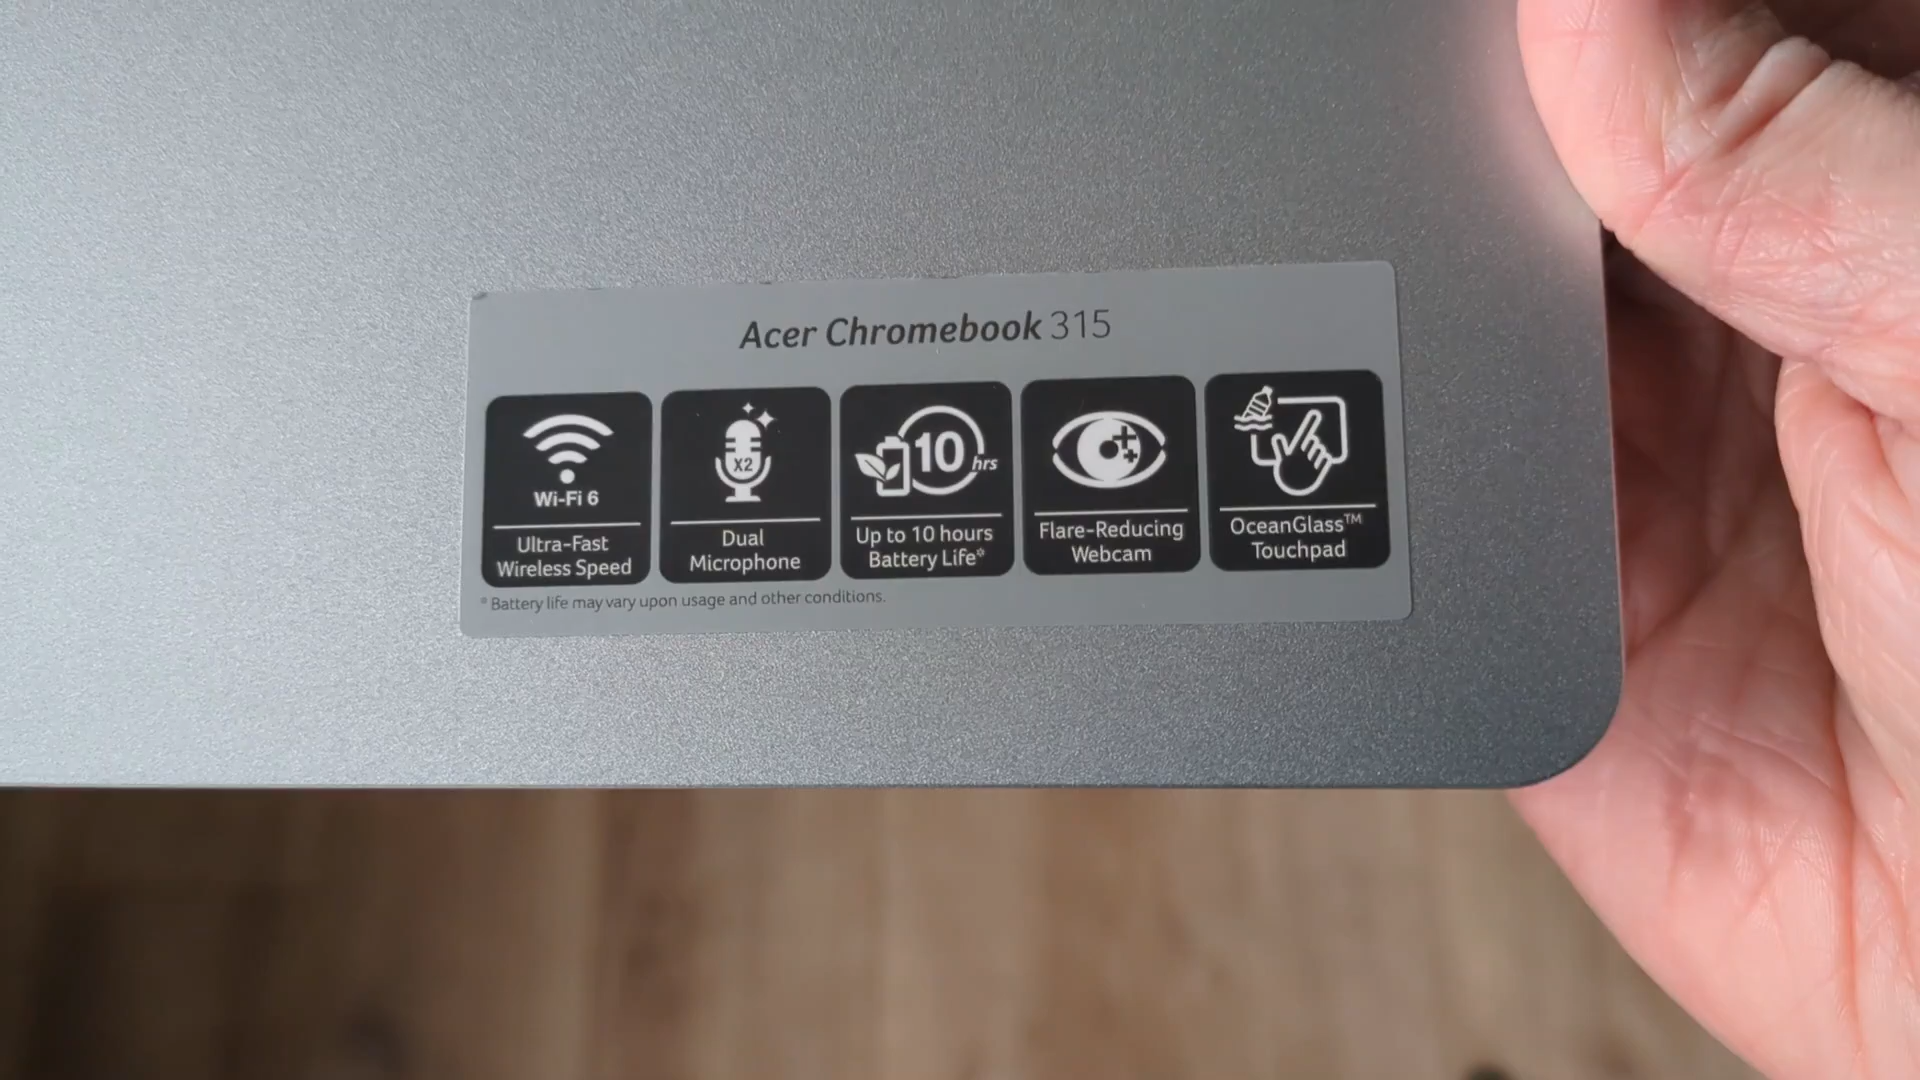 Acer Chromebook 315
Wi-Fi 6
Ultra-Fast
Wireless Speed
X2
Dual
Microphone
10 hrs
Up to 10 hours
Battery Life*
Flare-Reducing
Webcam
OceanGlass™
Touchpad
* Battery life may vary upon usage and other conditions.